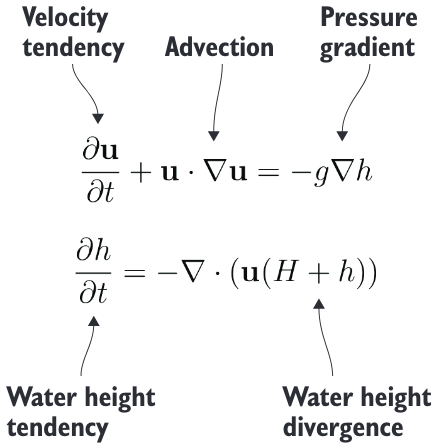 Velocity
tendency
Advection
Pressure
gradient
∂u/∂t + u · ∇u = −g∇h
∂h/∂t = −∇ · (u(H + h))
Water height
tendency
Water height
divergence